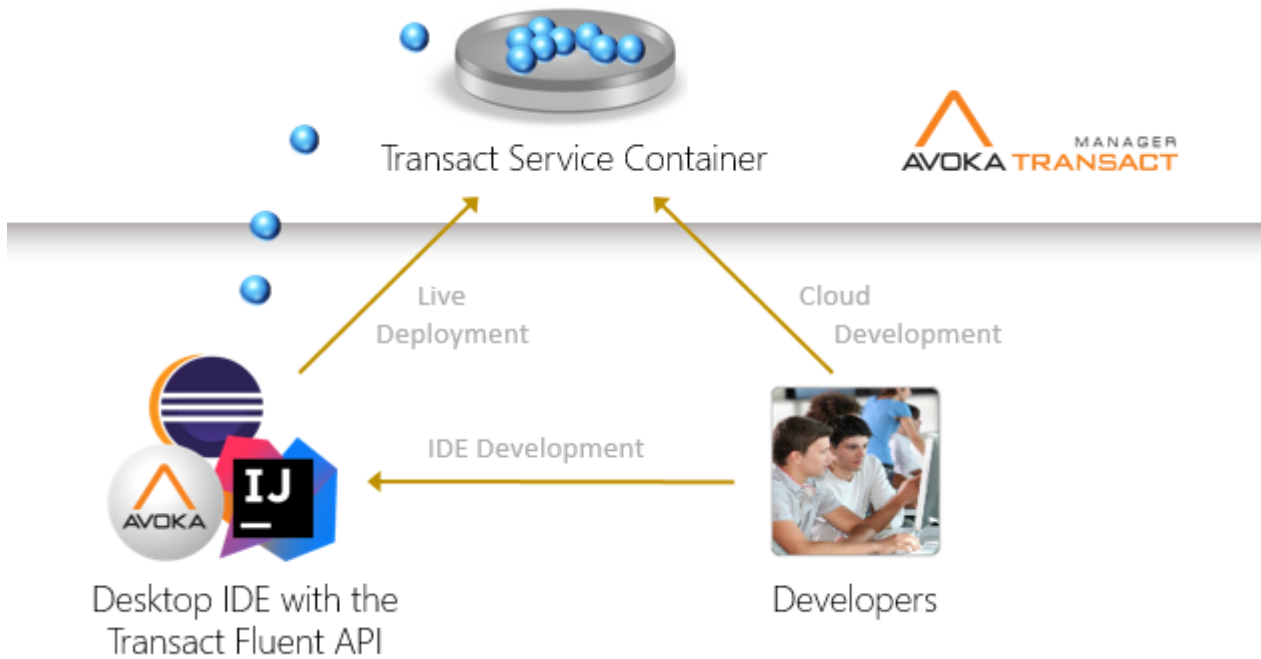 Transact Service Container
MANAGER
AVOKA TRANSACT
Live
Deployment
Cloud
Development
IDE Development
IJ
AVOKA
Desktop IDE with the
Transact Fluent API
Developers